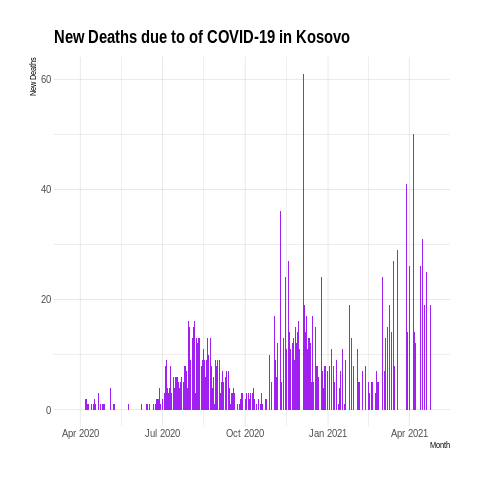 New Deaths due to of COVID-19 in Kosovo
New Deaths
60
40
20
0
Apr 2020 Jul 2020 Oct 2020 Jan 2021 Apr 2021
Month